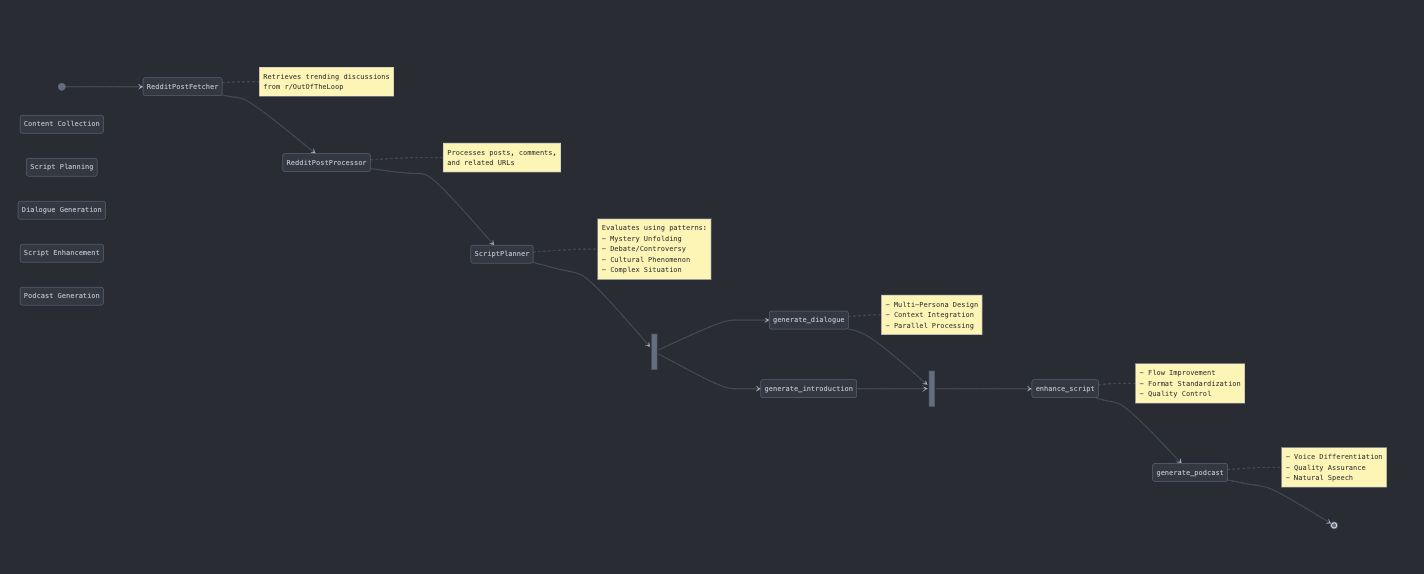 RedditPostFetcher
Retrieves trending discussions
from r/OutOfTheLoop
Content Collection
Script Planning
Dialogue Generation
Script Enhancement
Podcast Generation
RedditPostProcessor
Processes posts, comments,
and related URLs
ScriptPlanner
Evaluates using patterns:
– Mystery Unfolding
– Debate/Controversy
– Cultural Phenomenon
– Complex Situation
generate_dialogue
– Multi-Persona Design
– Context Integration
– Parallel Processing
generate_introduction
enhance_script
– Flow Improvement
– Format Standardization
– Quality Control
generate_podcast
– Voice Differentiation
– Quality Assurance
– Natural Speech